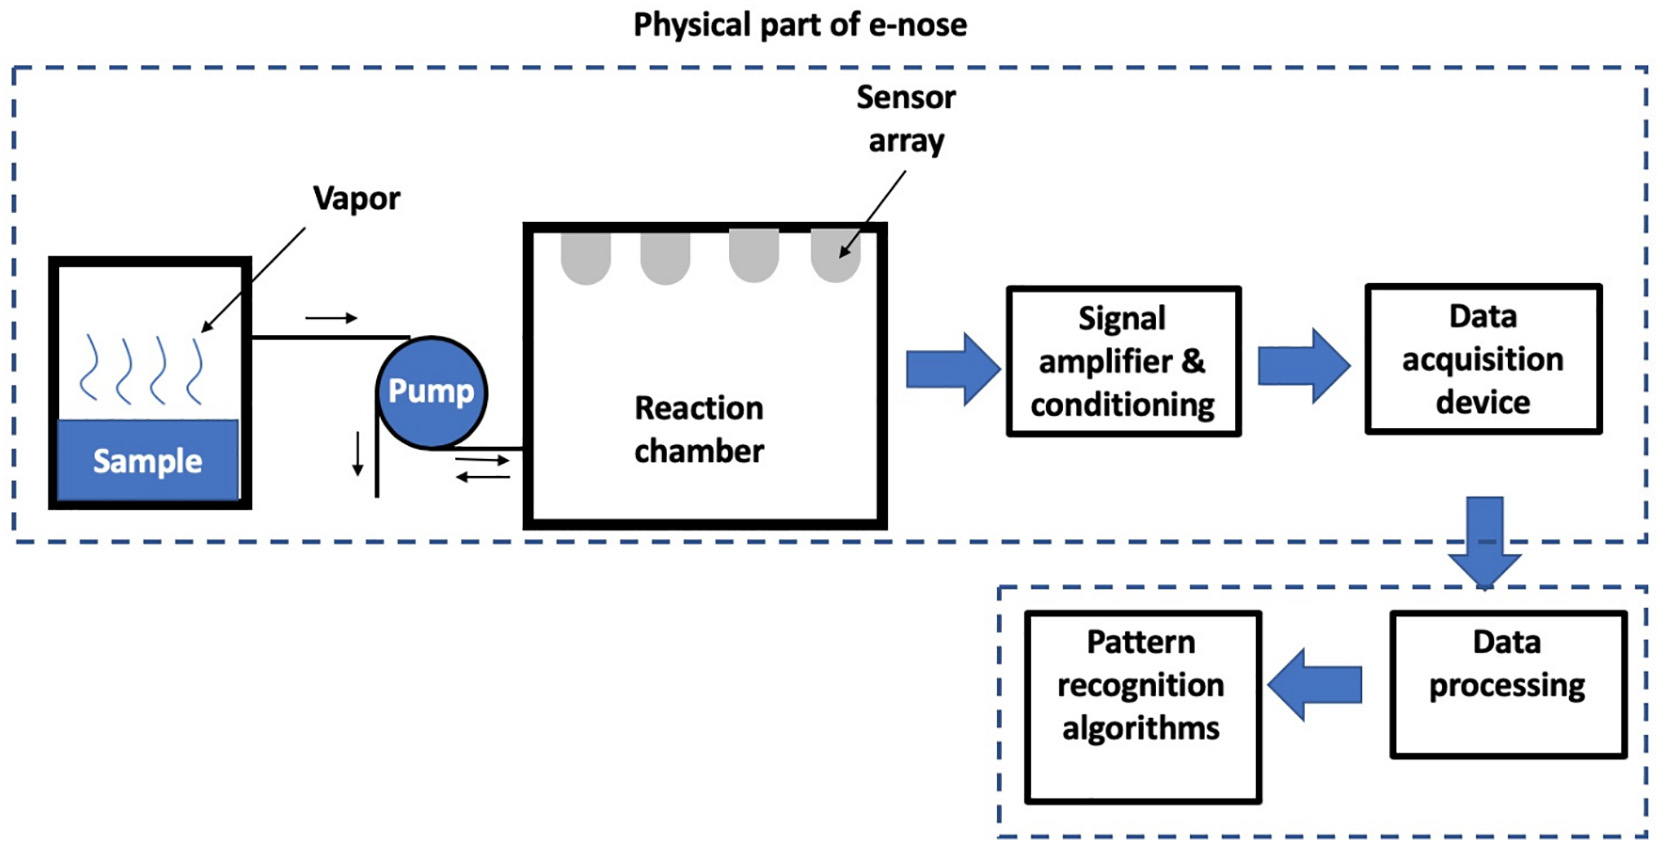 Physical part of e-nose
Sensor
array
Vapor
Sample
Pump
Reaction
chamber
Signal
amplifier &
conditioning
Data
acquisition
device
Data
processing
Pattern
recognition
algorithms